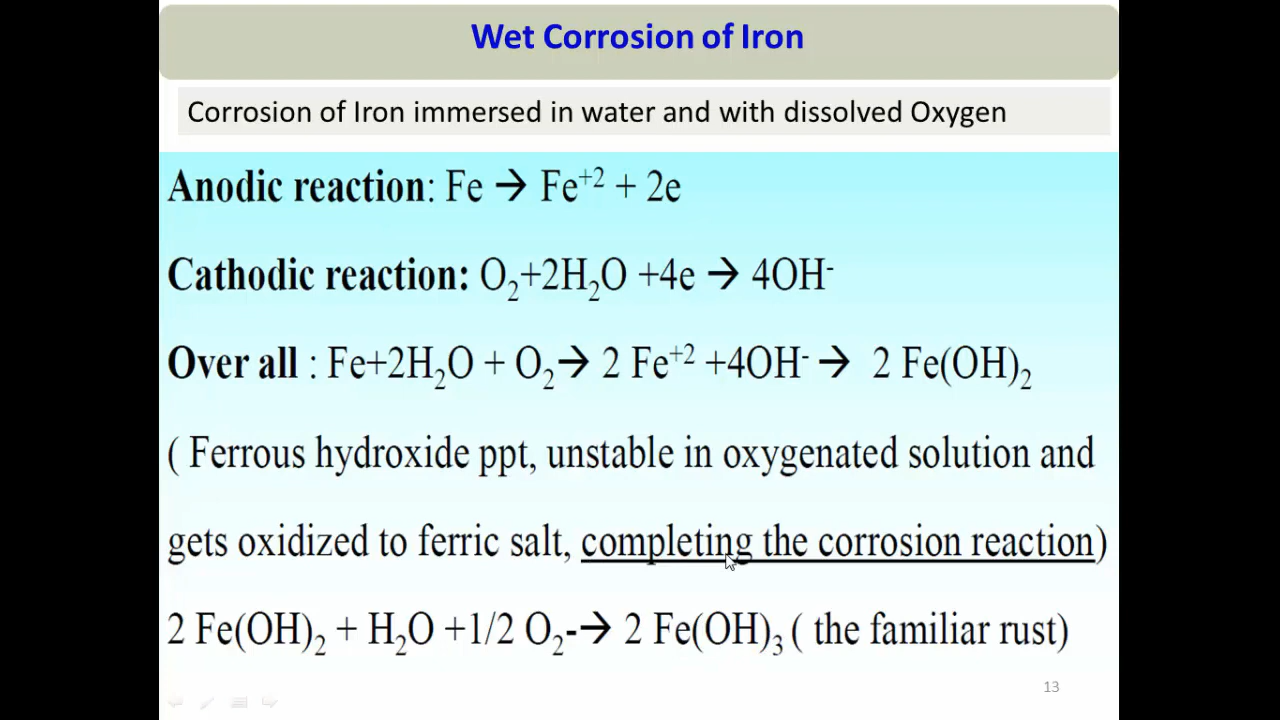 Wet Corrosion of Iron
Corrosion of Iron immersed in water and with dissolved Oxygen
Anodic reaction: Fe → Fe⁺² + 2e
Cathodic reaction: O₂+2H₂O +4e → 4OH⁻
Over all : Fe+2H₂O + O₂→ 2 Fe⁺² +4OH⁻ → 2 Fe(OH)₂
( Ferrous hydroxide ppt, unstable in oxygenated solution and
gets oxidized to ferric salt, completing the corrosion reaction)
2 Fe(OH)₂ + H₂O +1/2 O₂-→ 2 Fe(OH)₃ ( the familiar rust)
13